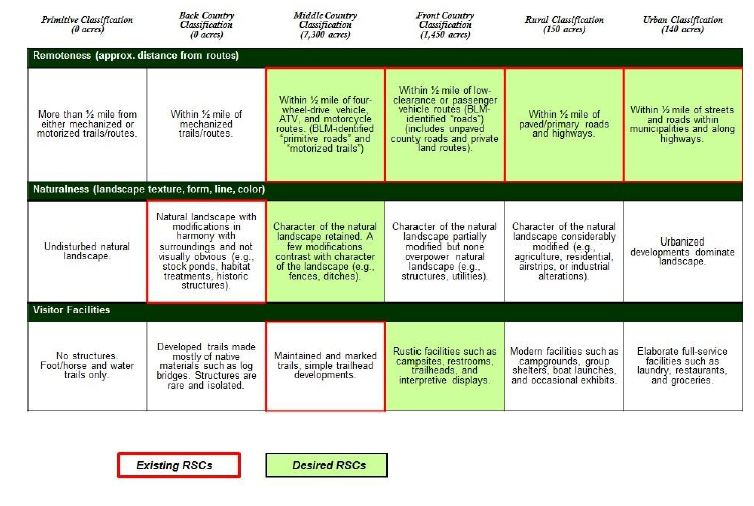 Primitive Classification
(0 acres)
Back Country
Classification
(0 acres)
Middle Country
Classification
(7,300 acres)
Front Country
Classification
(1,450 acres)
Rural Classification
(150 acres)
Urban Classification
(140 acres)
Remoteness (approx. distance from routes)
More than ½ mile from
either mechanized or
motorized trails/routes.
Within ½ mile of
mechanized
trails/routes.
Within ½ mile of four-
wheel-drive vehicle,
ATV, and motorcycle
routes. (BLM-identified
"primitive roads" and
"motorized trails")
Within ½ mile of low-
clearance or passenger
vehicle routes (BLM-
identified "roads")
(includes unpaved
county roads and private
land routes).
Within ½ mile of
paved/primary roads
and highways.
Within ½ mile of streets
and roads within
municipalities and along
highways.
Naturalness (landscape texture, form, line, color)
Undisturbed natural
landscape.
Natural landscape with
modifications in
harmony with
surroundings and not
visually obvious (e.g.,
stock ponds, habitat
treatments, historic
structures).
Character of the natural
landscape retained. A
few modifications
contrast with character
of the landscape (e.g.,
fences, ditches).
Character of the natural
landscape partially
modified but none
overpower natural
landscape (e.g.,
structures, utilities).
Character of the natural
landscape considerably
modified (e.g.,
agriculture, residential,
airstrips, or industrial
alterations).
Urbanized
developments dominate
landscape.
Visitor Facilities
No structures.
Foot/horse and water
trails only.
Developed trails made
mostly of native
materials such as log
bridges. Structures are
rare and isolated.
Maintained and marked
trails, simple trailhead
developments.
Rustic facilities such as
campsites, restrooms,
trailheads, and
interpretive displays.
Modern facilities such as
campgrounds, group
shelters, boat launches,
and occasional exhibits.
Elaborate full-service
facilities such as
laundry, restaurants,
and groceries.
Existing RSCs
Desired RSCs